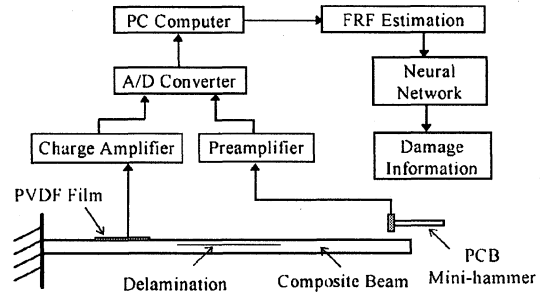 PC Computer
FRF Estimation
A/D Converter
Neural
Network
Charge Amplifier
Preamplifier
Damage
Information
PVDF Film
PCB
Mini-hammer
Delamination
Composite Beam